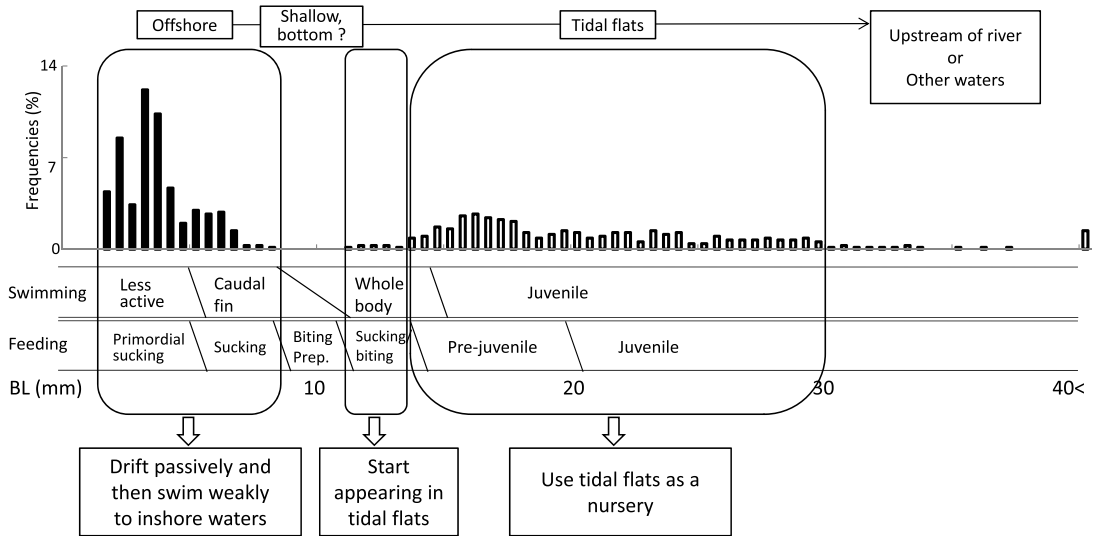 Offshore
Shallow,
bottom ?
Tidal flats
Upstream of river
or
Other waters
14
7
0
Frequencies (%)
Swimming
Less
active
Caudal
fin
Whole
body
Juvenile
Feeding
Primordial
sucking
Sucking
Biting
Prep.
Sucking/
biting
Pre-juvenile
Juvenile
BL (mm)
10
20
30
40<
Drift passively and
then swim weakly
to inshore waters
Start
appearing in
tidal flats
Use tidal flats as a
nursery